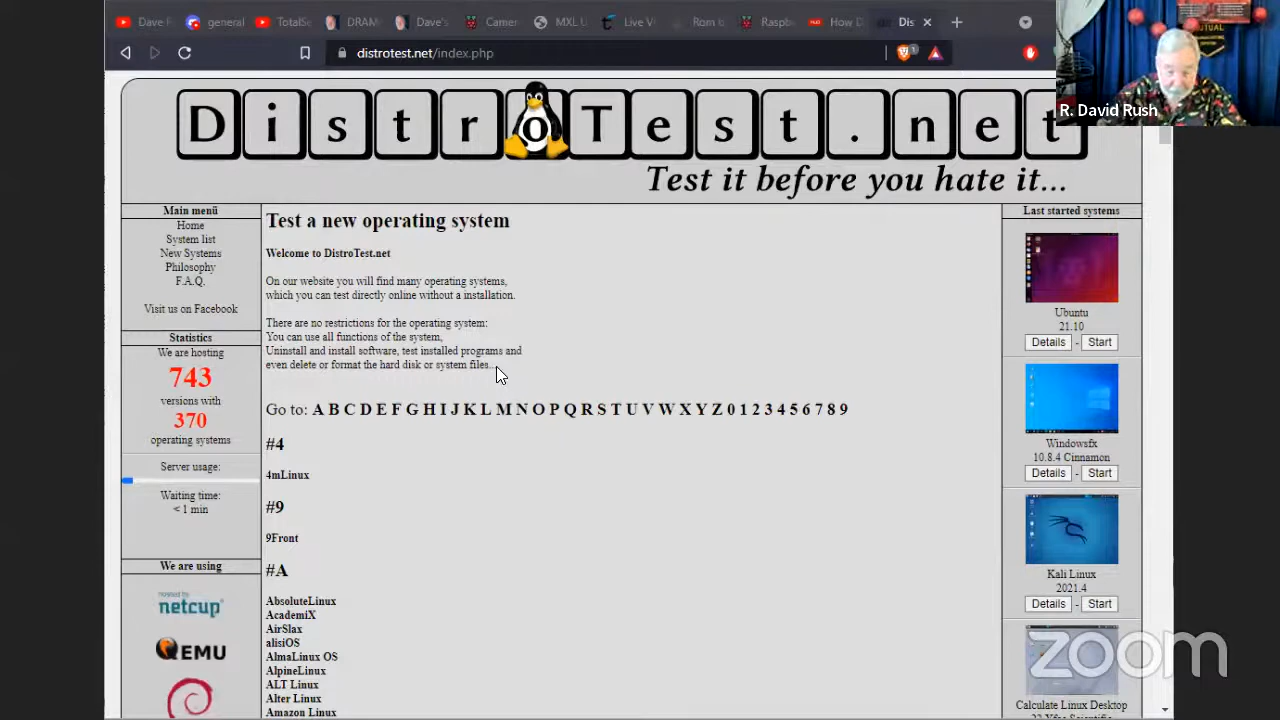 Dave R
general
TotalSe
DRAM
Dave's
Camer
MXL U
Live V
Rom b
Raspb
How D
Dis
distrotest.net/index.php
1
R. David Rush
DistroTest.net
Test it before you hate it...
Main menü
Home
System list
New Systems
Philosophy
F.A.Q.
Visit us on Facebook
Statistics
We are hosting
743
versions with
370
operating systems
Server usage:
Waiting time:
< 1 min
We are using
netcup
QEMU
Test a new operating system
Welcome to DistroTest.net
On our website you will find many operating systems,
which you can test directly online without a installation.
There are no restrictions for the operating system:
You can use all functions of the system,
Uninstall and install software, test installed programs and
even delete or format the hard disk or system files...
Go to: A B C D E F G H I J K L M N O P Q R S T U V W X Y Z 0 1 2 3 4 5 6 7 8 9
#4
4mLinux
#9
9Front
#A
AbsoluteLinux
AcademiX
AirSlax
alisiOS
AlmaLinux OS
AlpineLinux
ALT Linux
Alter Linux
Amazon Linux
Last started systems
Ubuntu
21.10
Details - Start
Windowsfx
10.8.4 Cinnamon
Details - Start
Kali Linux
2021.4
Details - Start
Calculate Linux Desktop
zoom